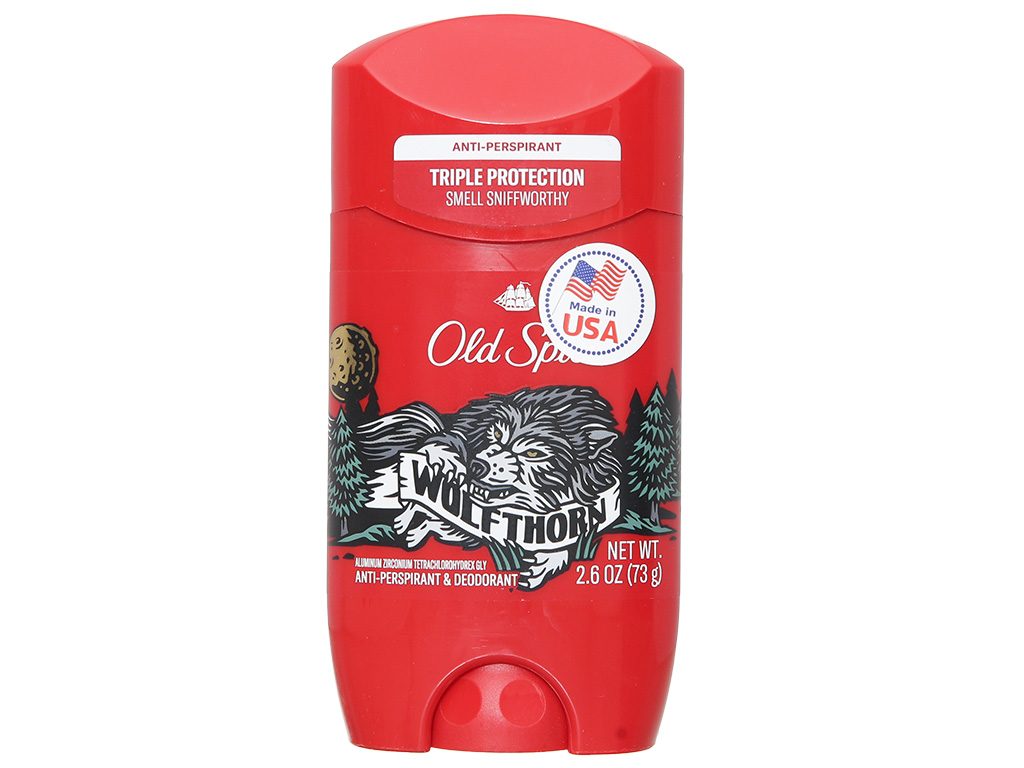 ANTI-PERSPIRANT
TRIPLE PROTECTION
SMELL SNIFFWORTHY
Made in
USA
Old Sp
WOLFTHORN
NET WT.
2.6 OZ (73 g)
ALUMINUM ZIRCONIUM TETRACHLOROHYDREX GLY
ANTI-PERSPIRANT & DEODORANT